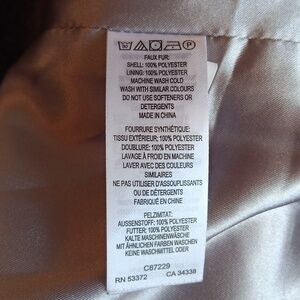 FAUX FUR:
SHELL: 100% POLYESTER
LINING: 100% POLYESTER
MACHINE WASH COLD
WASH WITH SIMILAR COLOURS
DO NOT USE SOFTENERS OR
DETERGENTS
MADE IN CHINA
FOURRURE SYNTHÉTIQUE:
TISSU EXTÉRIEUR: 100% POLYESTER
DOUBLURE: 100% POLYESTER
LAVAGE À FROID EN MACHINE
LAVER AVEC DES COULEURS
SIMILAIRES
NE PAS UTILISER D'ASSOUPLISSANTS
OU DE DÉTERGENTS
FABRIQUÉ EN CHINE
PELZIMITAT:
AUSSENSTOFF: 100% POLYESTER
FUTTER: 100% POLYESTER
KALTE MASCHINENWÄSCHE
MIT ÄHNLICHEN FARBEN WASCHEN
KEINE WEICHSPÜLER
C87229
RN 53372 CA 34338